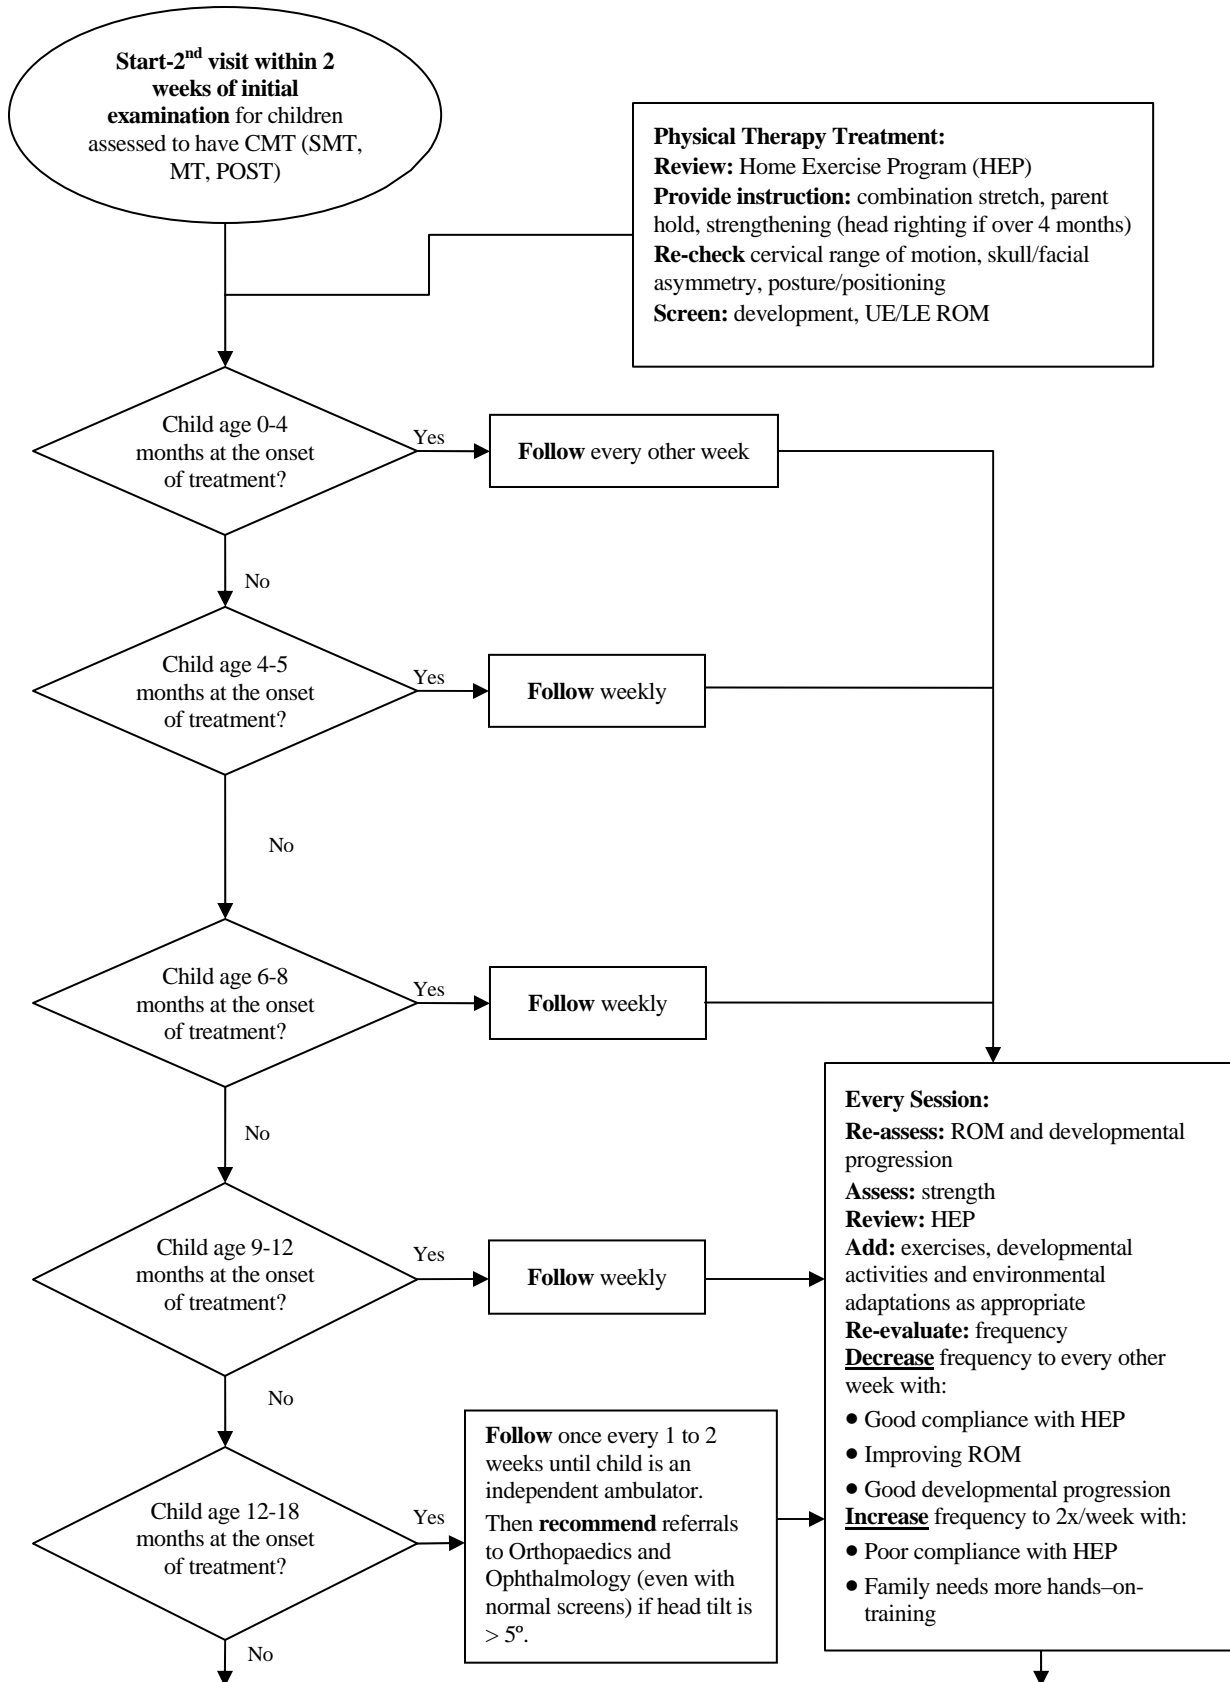 Start-2nd visit within 2
weeks of initial
examination for children
assessed to have CMT (SMT,
MT, POST)
Physical Therapy Treatment:
Review: Home Exercise Program (HEP)
Provide instruction: combination stretch, parent
hold, strengthening (head righting if over 4 months)
Re-check cervical range of motion, skull/facial
asymmetry, posture/positioning
Screen: development, UE/LE ROM
Child age 0-4
months at the onset
of treatment?
Yes
Follow every other week
No
Child age 4-5
months at the onset
of treatment?
Yes
Follow weekly
No
Child age 6-8
months at the onset
of treatment?
Yes
Follow weekly
No
Child age 9-12
months at the onset
of treatment?
Yes
Follow weekly
No
Child age 12-18
months at the onset
of treatment?
Yes
Follow once every 1 to 2
weeks until child is an
independent ambulator.
Then recommend referrals
to Orthopaedics and
Ophthalmology (even with
normal screens) if head tilt is
> 5º.
No
Every Session:
Re-assess: ROM and developmental
progression
Assess: strength
Review: HEP
Add: exercises, developmental
activities and environmental
adaptations as appropriate
Re-evaluate: frequency
Decrease frequency to every other
week with:
• Good compliance with HEP
• Improving ROM
• Good developmental progression
Increase frequency to 2x/week with:
• Poor compliance with HEP
• Family needs more hands–on-
training